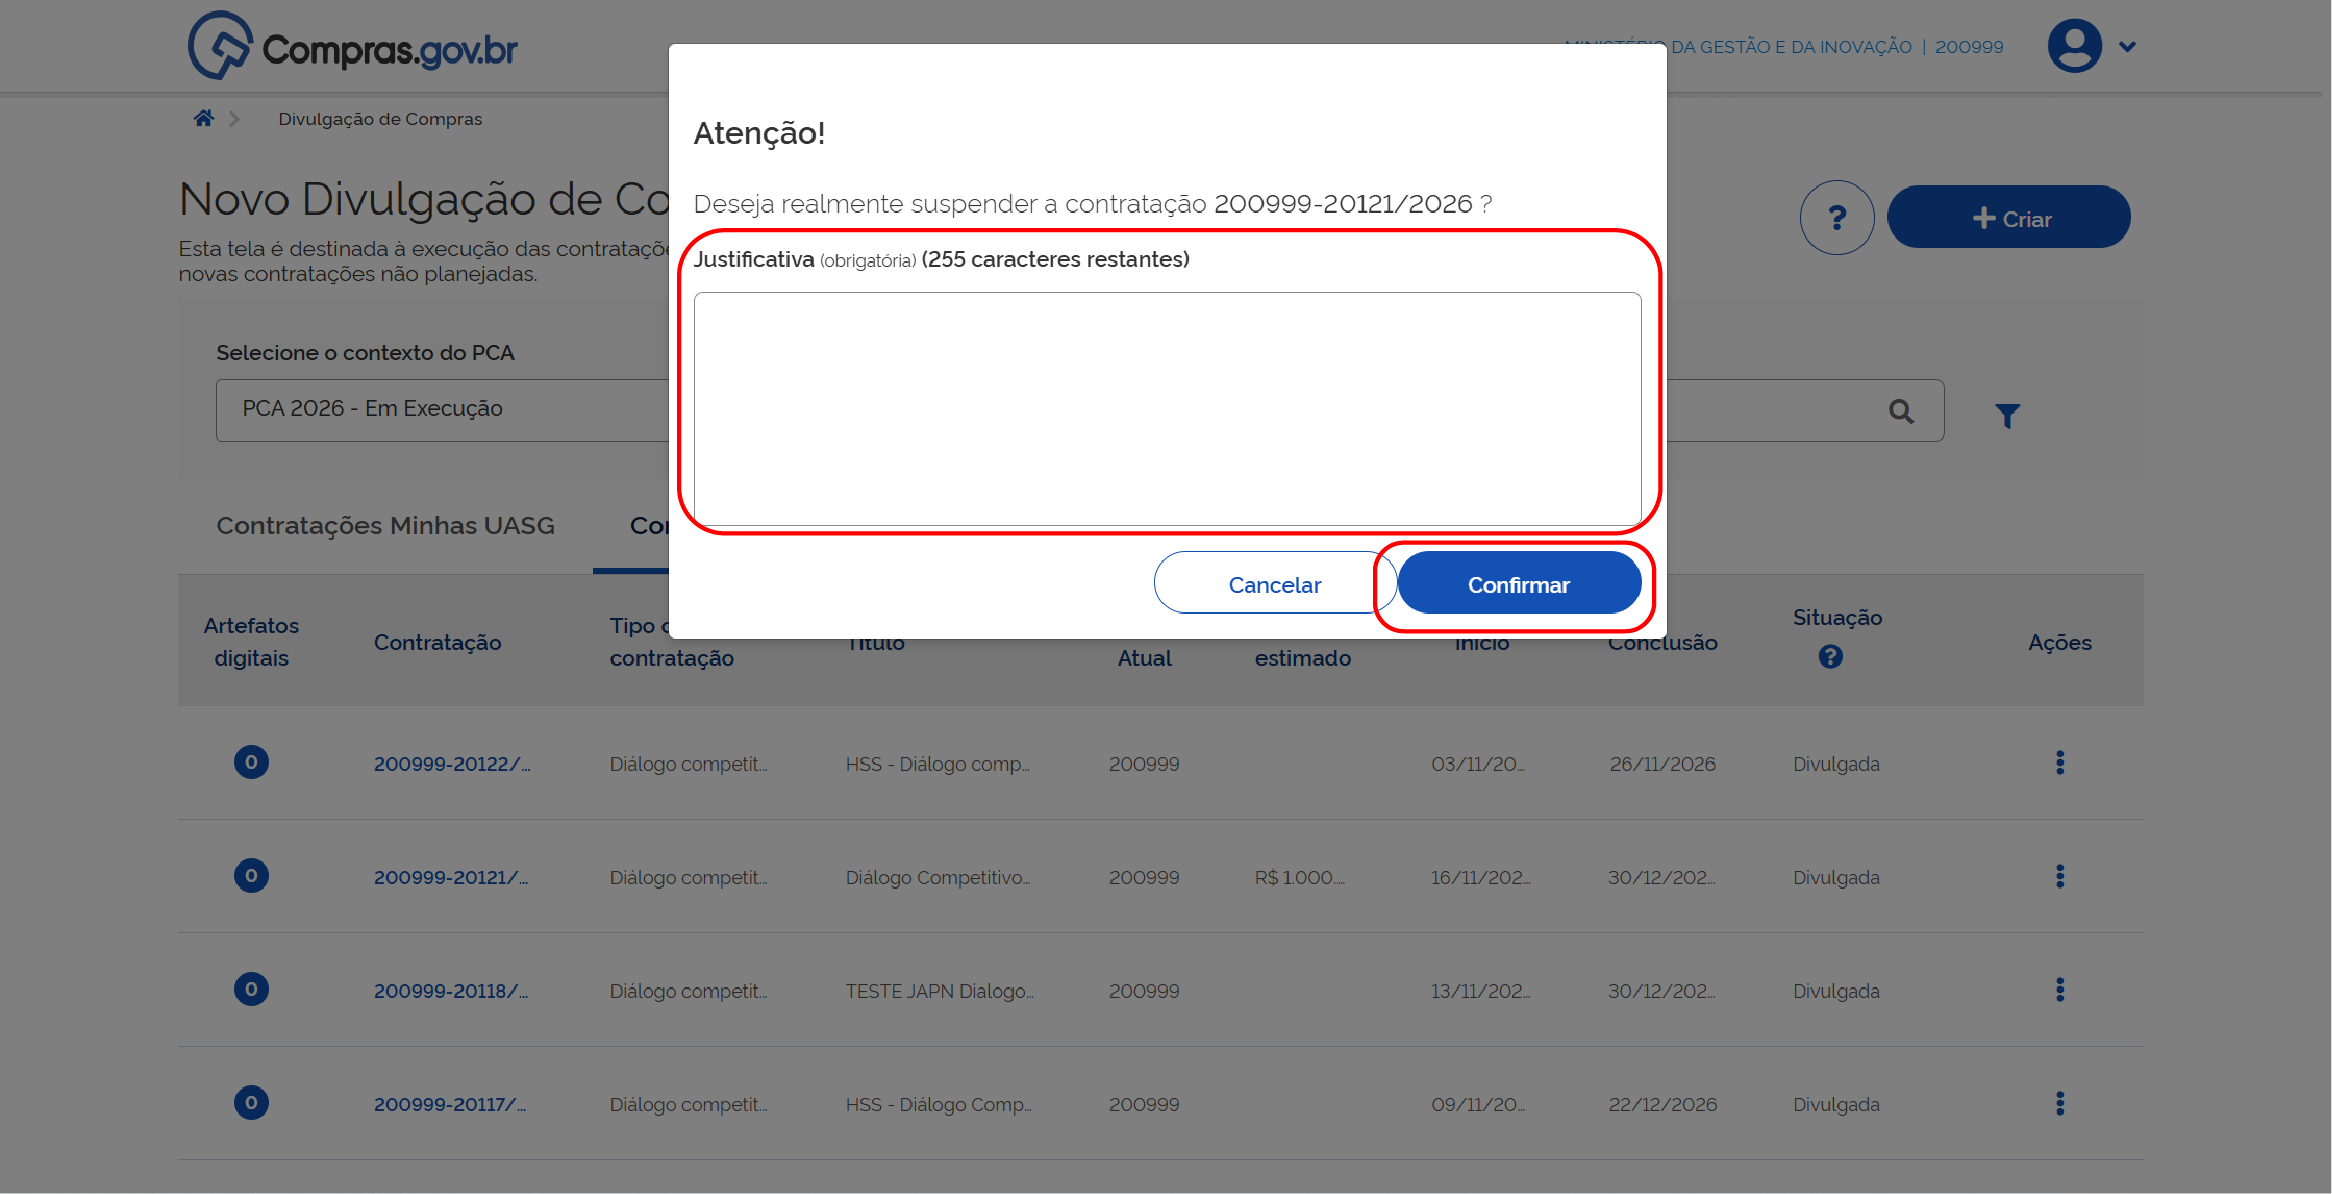 Compras.gov.br
MINISTÉRIO DA GESTÃO E DA INOVAÇÃO | 200999
Divulgação de Compras
Novo Divulgação de Co
Esta tela é destinada à execução das contrataçõe
novas contratações não planejadas.
? + Criar
Selecione o contexto do PCA
PCA 2026 - Em Execução
Contratações Minhas UASG
Atenção!
Deseja realmente suspender a contratação 200999-20121/2026 ?
Justificativa (obrigatória) (255 caracteres restantes)
Cancelar Confirmar
Artefatos digitais Contratação Tipo contratação Título Atual estimado Início Conclusão Situação ? Ações
0 200999-20122/... Diálogo competit... HSS - Diálogo comp... 200999 03/11/20... 26/11/2026 Divulgada
0 200999-20121/... Diálogo competit... Diálogo Competitivo... 200999 R$ 1.000.... 16/11/202... 30/12/202... Divulgada
0 200999-20118/... Diálogo competit... TESTE JAPN Dialogo... 200999 13/11/202... 30/12/202... Divulgada
0 200999-20117/... Diálogo competit... HSS - Diálogo Comp... 200999 09/11/20... 22/12/2026 Divulgada